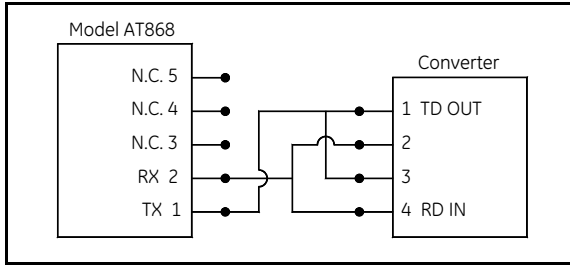 Model AT868
N.C. 5
N.C. 4
N.C. 3
RX 2
TX 1
Converter
1 TD OUT
2
3
4 RD IN